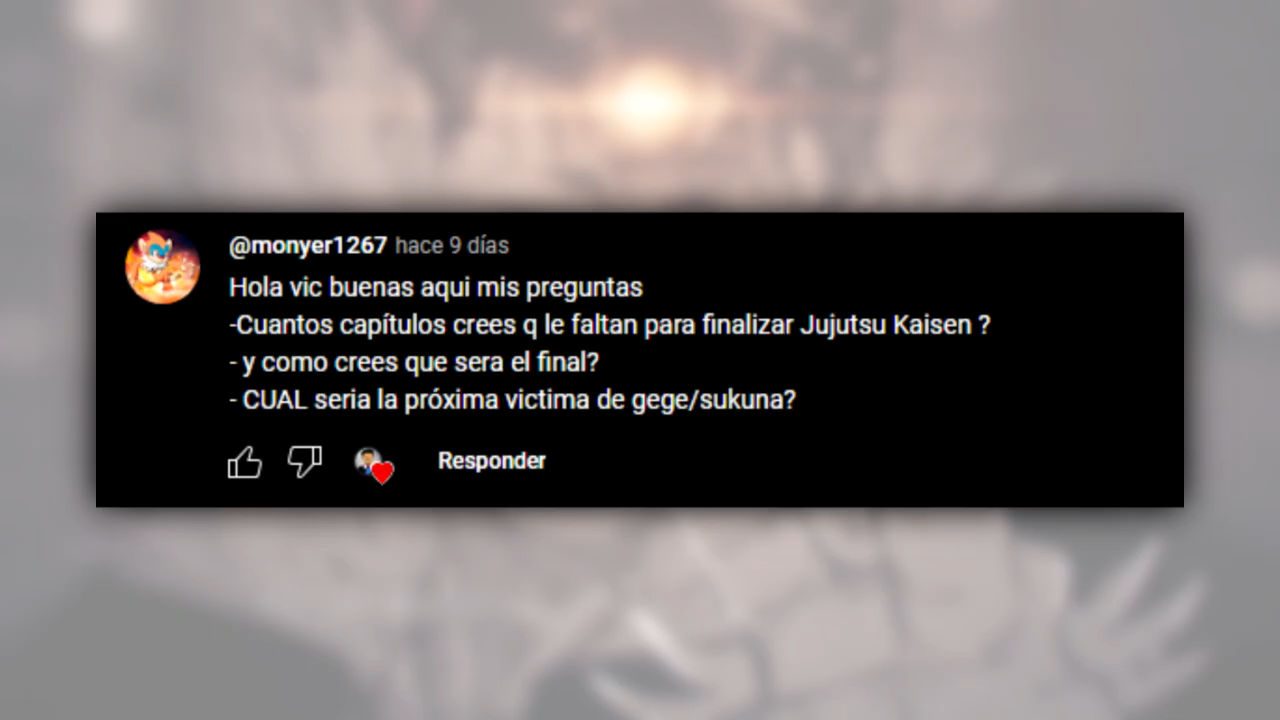 @monyer1267 hace 9 días
Hola vic buenas aqui mis preguntas
-Cuantos capítulos crees q le faltan para finalizar Jujutsu Kaisen ?
- y como crees que sera el final?
- CUAL seria la próxima victima de gege/sukuna?
Responder